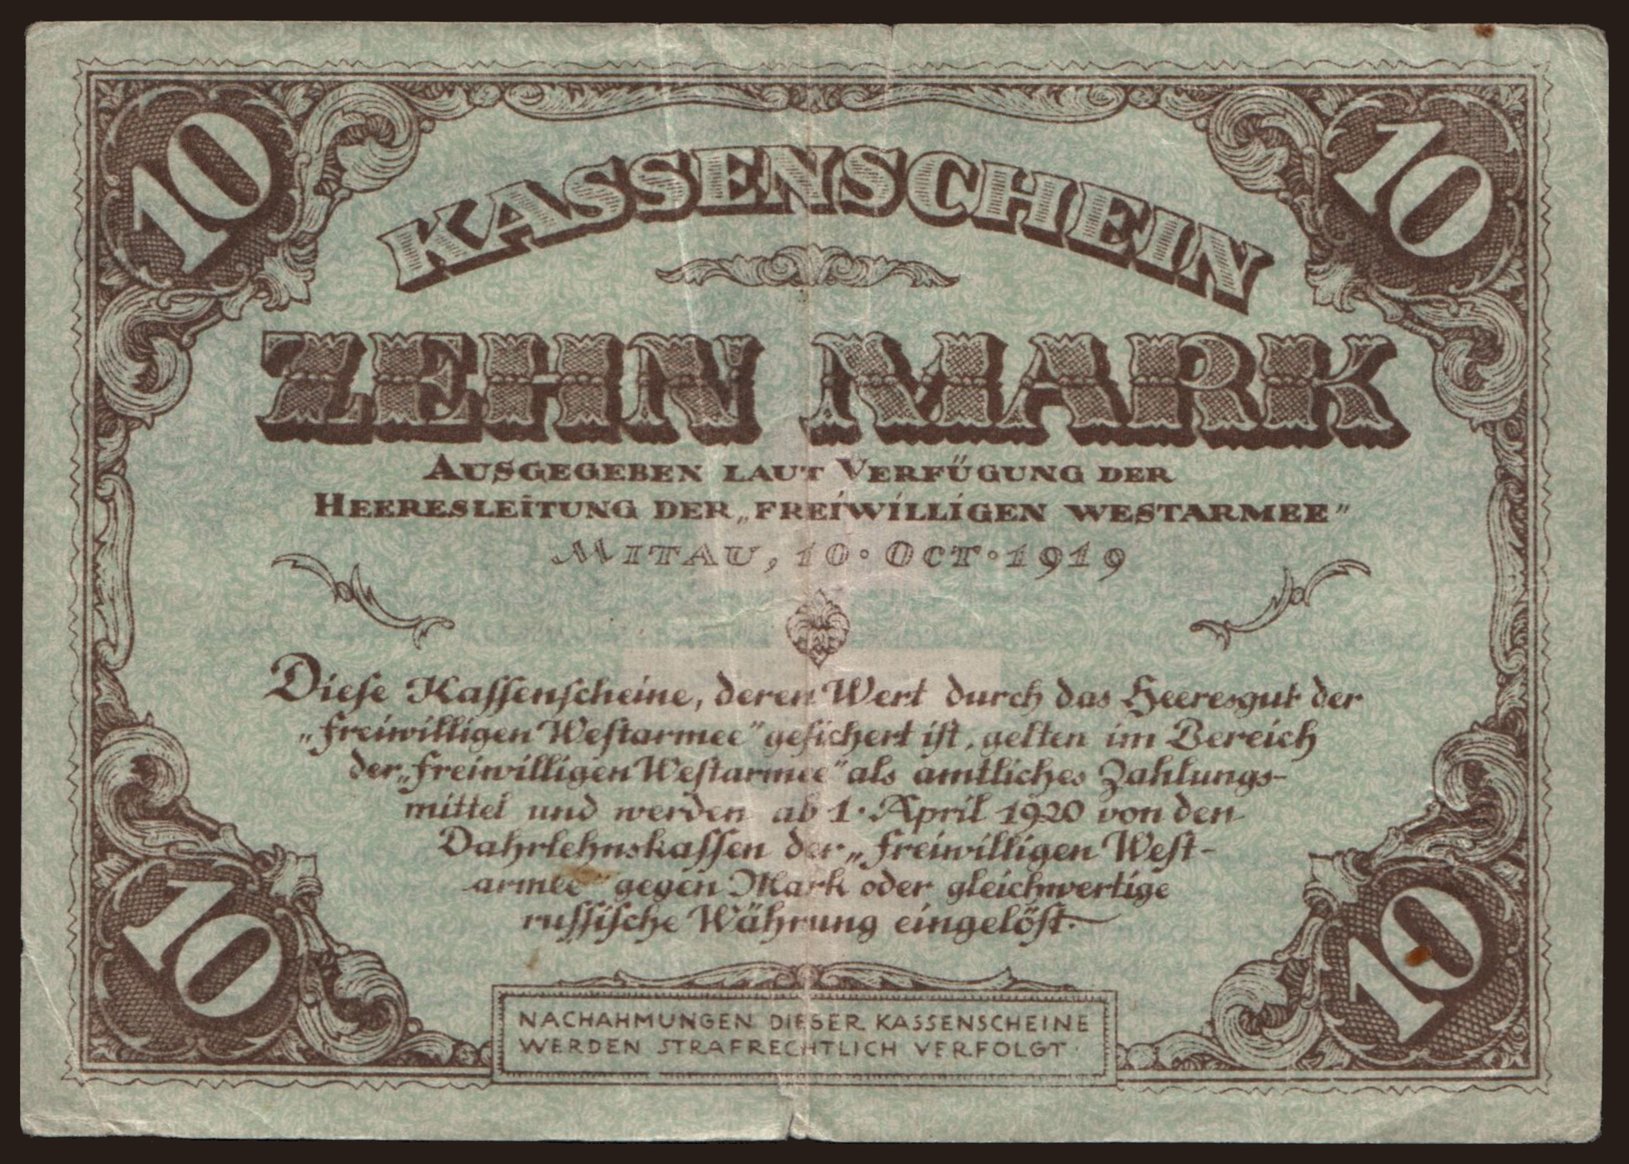 10 10
KASSENSCHEIN
ZEHN MARK
AUSGEGEBEN LAUT VERFÜGUNG DER
HEERESLEITUNG DER „FREIWILLIGEN WESTARMEE"
MITAU, 10·OCT·1919
Dieſe Kaſſenſcheine, deren Wert durch das Heeresgut der
„Freiwilligen Weſtarmee" geſichert iſt, gelten im Bereich
der „Freiwilligen Weſtarmee" als amtliches Zahlungs-
mittel und werden ab 1. April 1920 von den
Dahrlehnskaſſen der „Freiwilligen Weſt-
armee" gegen Mark oder gleichwertige
ruſſiſche Währung eingelöſt.
10 10
NACHAHMUNGEN DIESER KASSENSCHEINE
WERDEN STRAFRECHTLICH VERFOLGT.